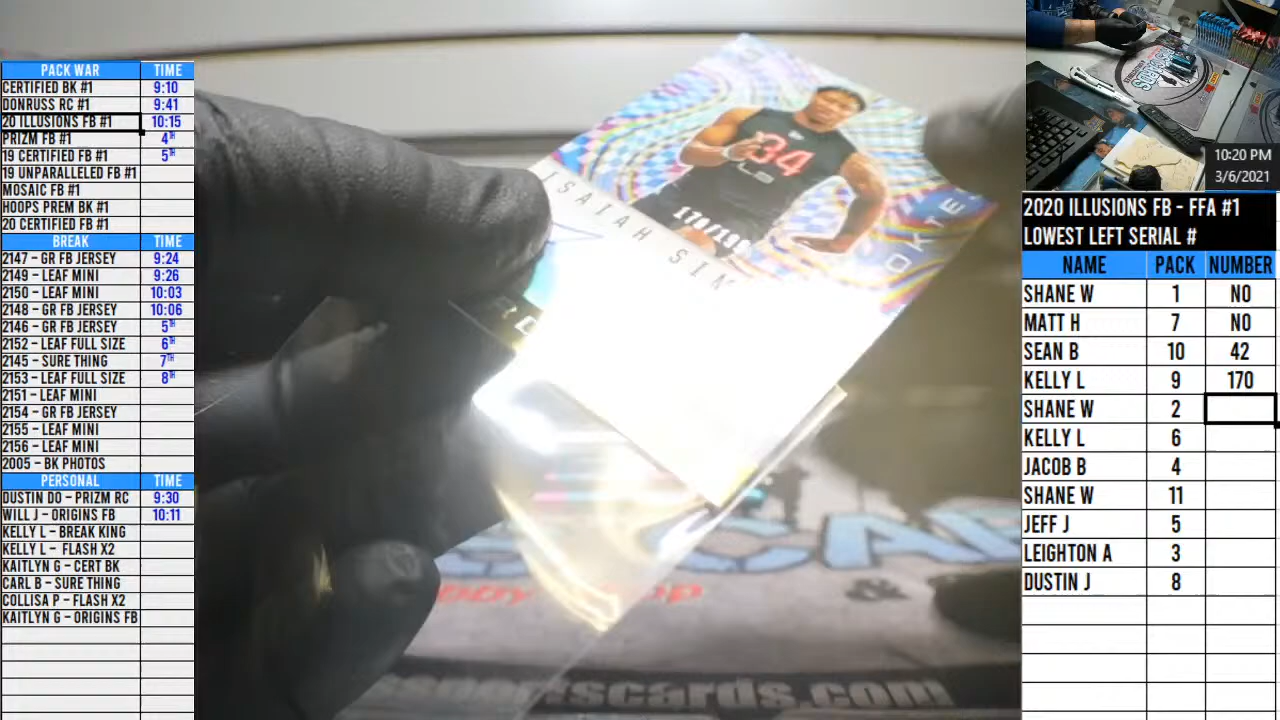 PACK WAR TIME
CERTIFIED BK #1 9:10
DONRUSS RC #1 9:41
20 ILLUSIONS FB #1 10:15
PRIZM FB #1 4TH
19 CERTIFIED FB #1 5TH
19 UNPARALLELED FB #1
MOSAIC FB #1
HOOPS PREM BK #1
20 CERTIFIED FB #1
BREAK TIME
2147 - GR FB JERSEY 9:24
2149 - LEAF MINI 9:26
2150 - LEAF MINI 10:03
2148 - GR FB JERSEY 10:06
2146 - GR FB JERSEY 5TH
2152 - LEAF FULL SIZE 6TH
2145 - SURE THING 7TH
2153 - LEAF FULL SIZE 8TH
2151 - LEAF MINI
2154 - GR FB JERSEY
2155 - LEAF MINI
2156 - LEAF MINI
2005 - BK PHOTOS
PERSONAL TIME
DUSTIN DO - PRIZM RC 9:30
WILL J - ORIGINS FB 10:11
KELLY L - BREAK KING
KELLY L - FLASH X2
KAITLYN G - CERT BK
CARL B - SURE THING
COLLISA P - FLASH X2
KAITLYN G - ORIGINS FB
34
ISAIAH SIM
scards.com
10:20 PM
3/6/2021
2020 ILLUSIONS FB - FFA #1
LOWEST LEFT SERIAL #
NAME PACK NUMBER
SHANE W 1 NO
MATT H 7 NO
SEAN B 10 42
KELLY L 9 170
SHANE W 2
KELLY L 6
JACOB B 4
SHANE W 11
JEFF J 5
LEIGHTON A 3
DUSTIN J 8